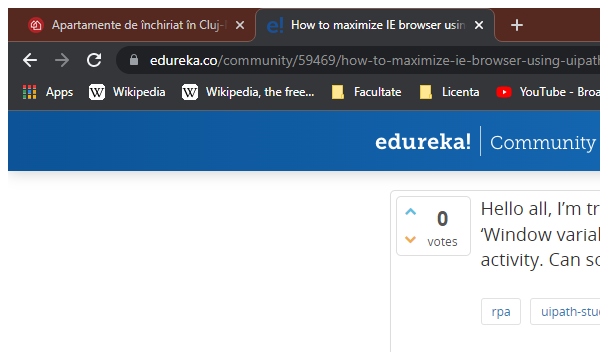 Apartamente de închiriat în Cluj-
e! How to maximize IE browser usin
edureka.co/community/59469/how-to-maximize-ie-browser-using-uipath
Apps Wikipedia Wikipedia, the free... Facultate Licenta YouTube - Broa
edureka! Community
0
votes
Hello all, I’m tr
‘Window variab
activity. Can so
rpa uipath-stud